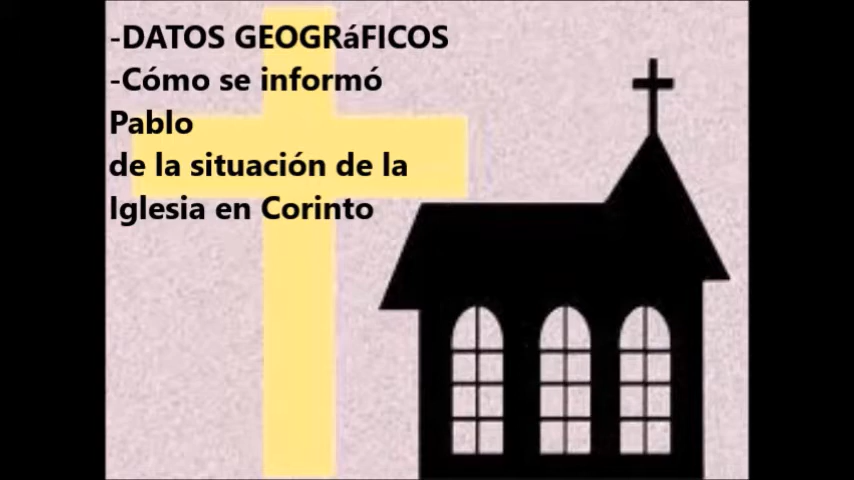 -DATOS GEOGRáFICOS
-Cómo se informó
Pablo
de la situación de la
Iglesia en Corinto